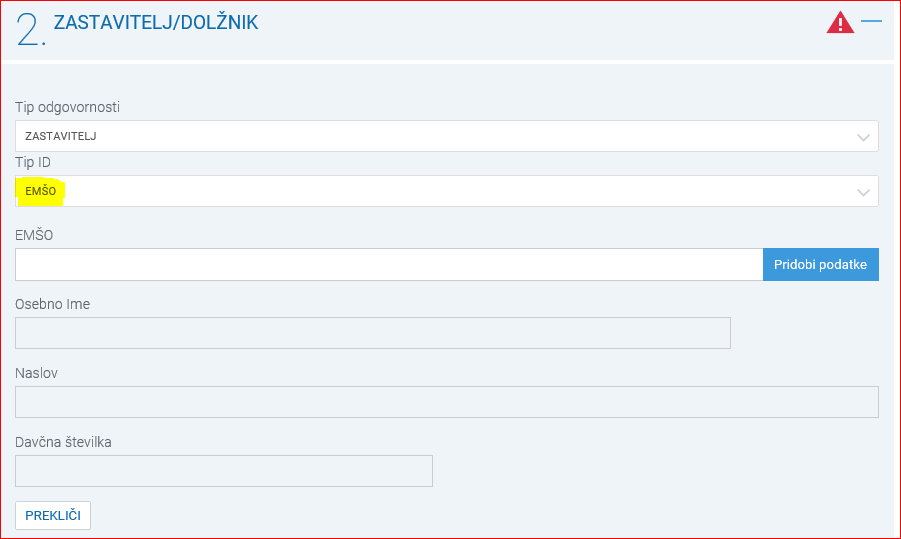 2. ZASTAVITELJ/DOLŽNIK
Tip odgovornosti
ZASTAVITELJ
Tip ID
EMŠO
EMŠO
Pridobi podatke
Osebno Ime
Naslov
Davčna številka
PREKLIČI